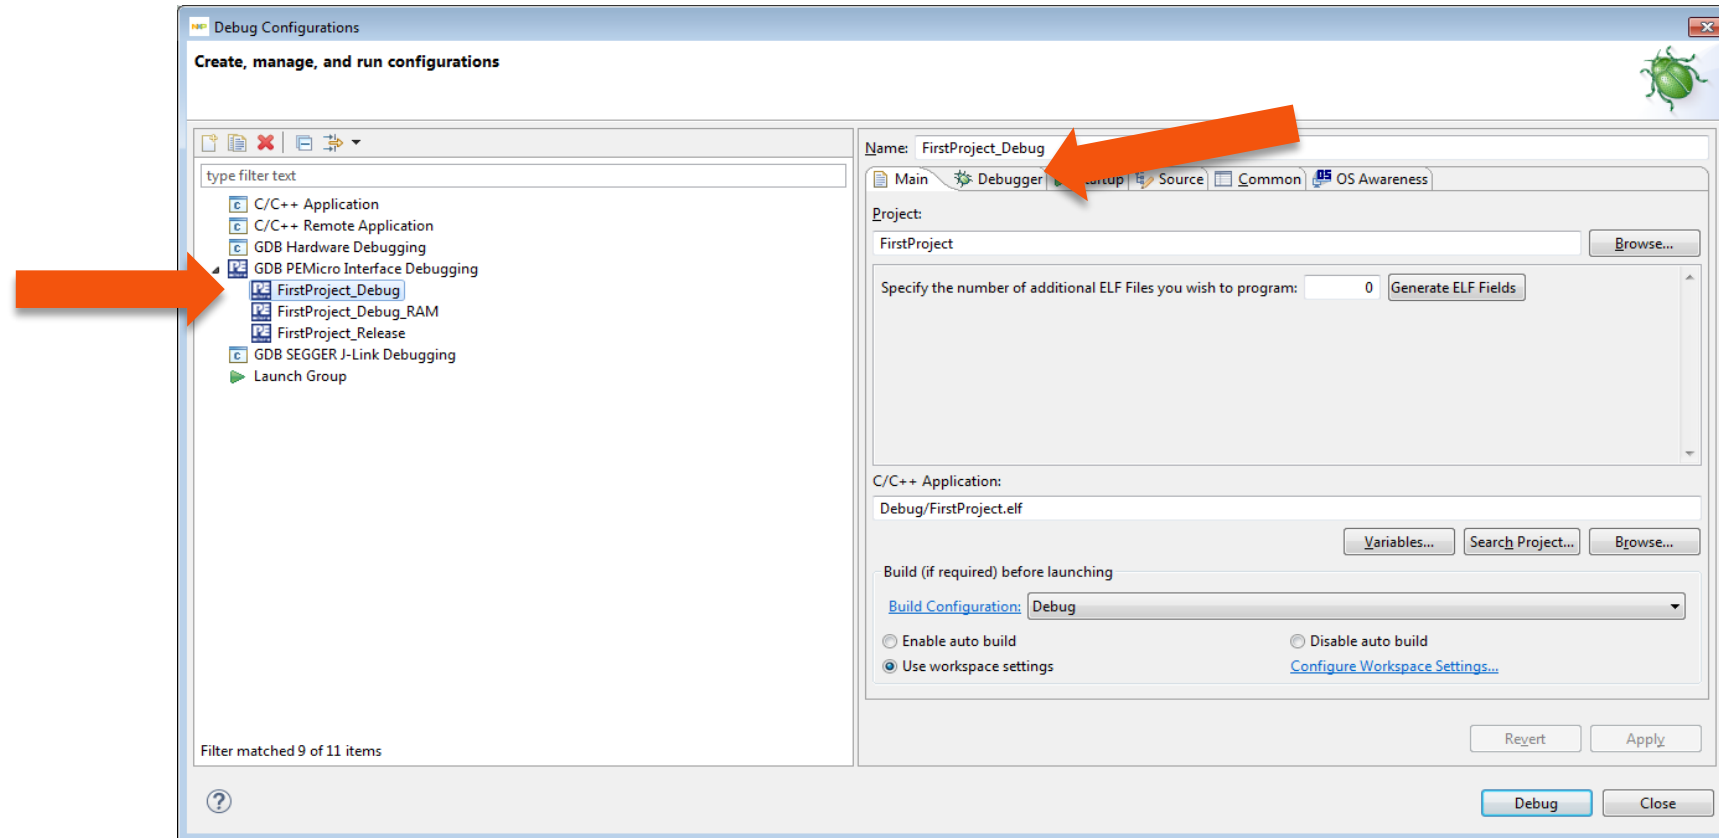 NXP Debug Configurations
Create, manage, and run configurations
type filter text
C/C++ Application
C/C++ Remote Application
GDB Hardware Debugging
GDB PEMicro Interface Debugging
FirstProject_Debug
FirstProject_Debug_RAM
FirstProject_Release
GDB SEGGER J-Link Debugging
Launch Group
Filter matched 9 of 11 items
Name: FirstProject_Debug
Main Debugger Source Common OS Awareness
Project:
FirstProject
Browse...
Specify the number of additional ELF Files you wish to program: 0 Generate ELF Fields
C/C++ Application:
Debug/FirstProject.elf
Variables... Search Project... Browse...
Build (if required) before launching
Build Configuration: Debug
Enable auto build Disable auto build
Use workspace settings Configure Workspace Settings...
Revert Apply
? Debug Close